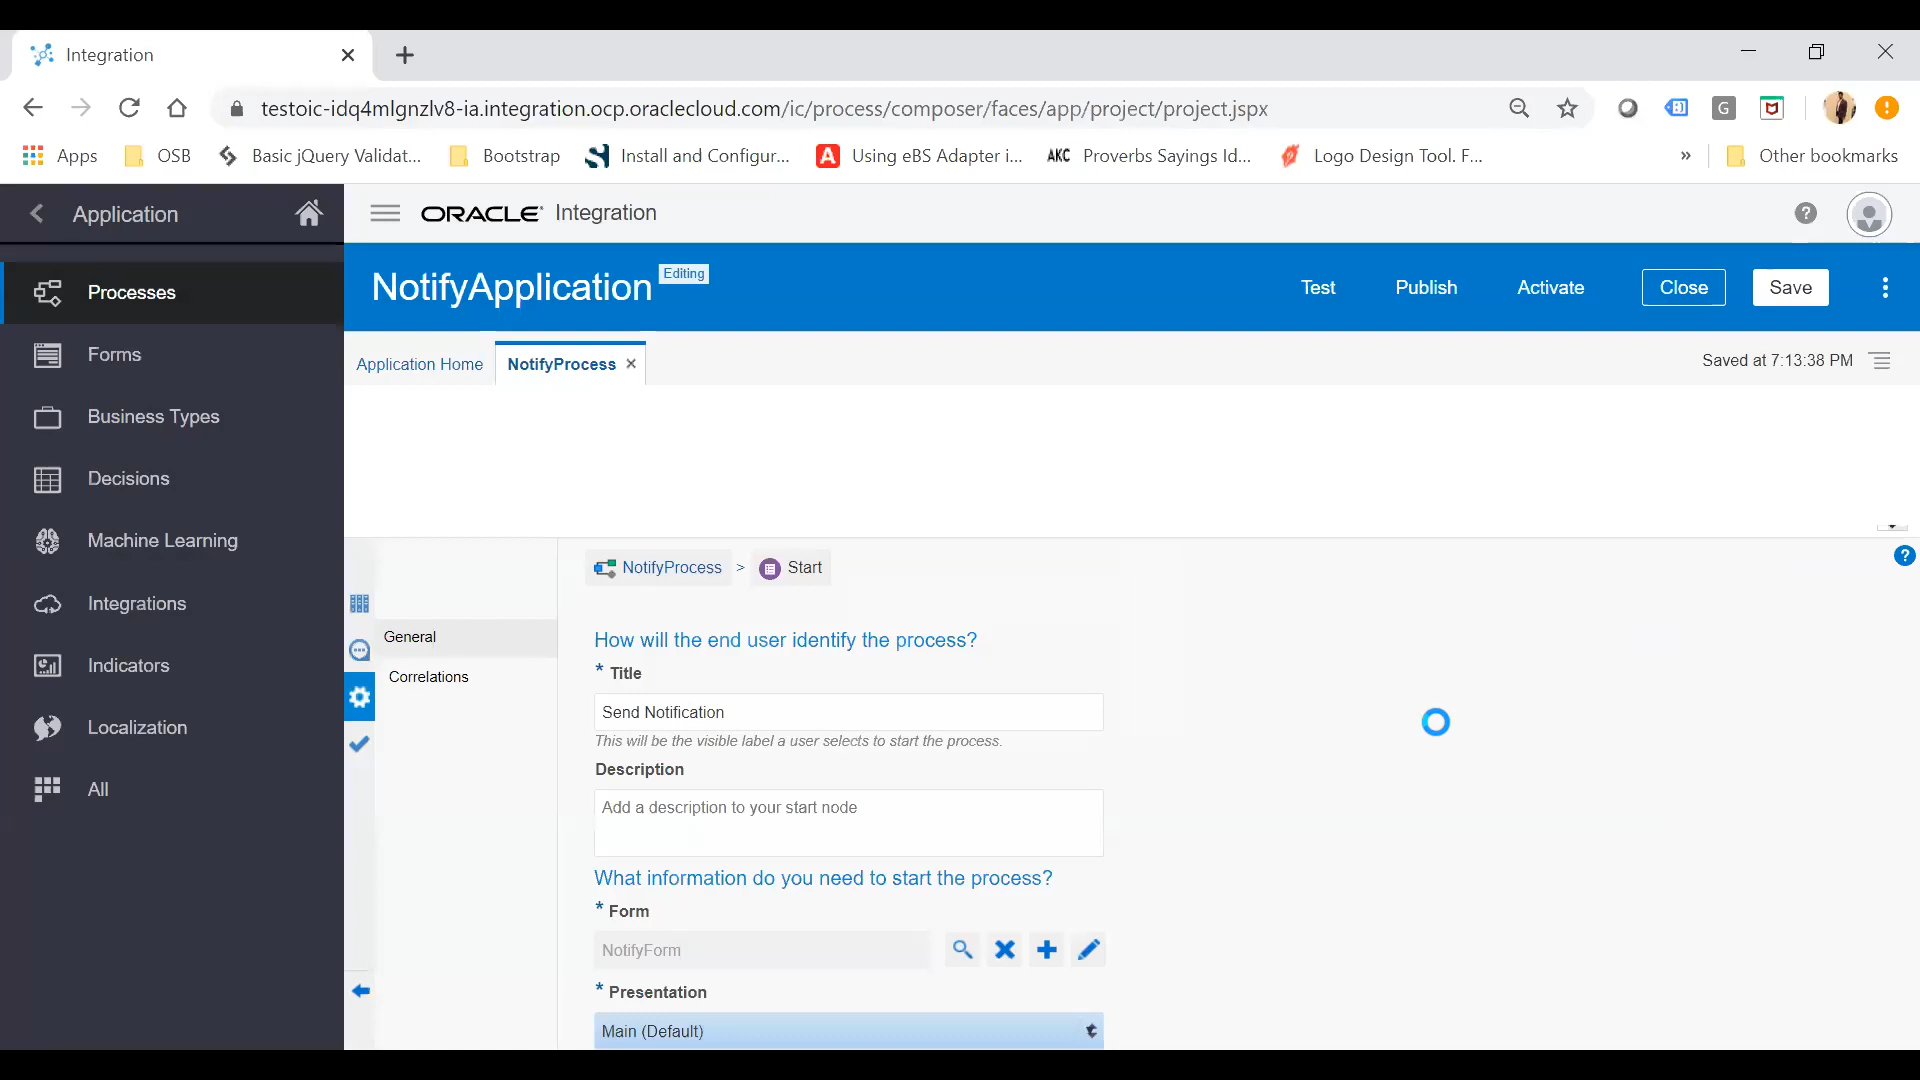 Integration
testoic-idq4mlgnzlv8-ia.integration.ocp.oraclecloud.com/ic/process/composer/faces/app/project/project.jspx
G
Apps
OSB
Basic jQuery Validat...
Bootstrap
Install and Configur...
A
Using eBS Adapter i...
AKC
Proverbs Sayings Id...
Logo Design Tool. F...
»
Other bookmarks
Application
ORACLE Integration
?
NotifyApplication Editing
Test
Publish
Activate
Close
Save
Processes
Forms
Business Types
Decisions
Machine Learning
Integrations
Indicators
Localization
All
Application Home
NotifyProcess
Saved at 7:13:38 PM
?
NotifyProcess > Start
General
Correlations
How will the end user identify the process?
* Title
Send Notification
This will be the visible label a user selects to start the process.
Description
Add a description to your start node
What information do you need to start the process?
* Form
NotifyForm
* Presentation
Main (Default)